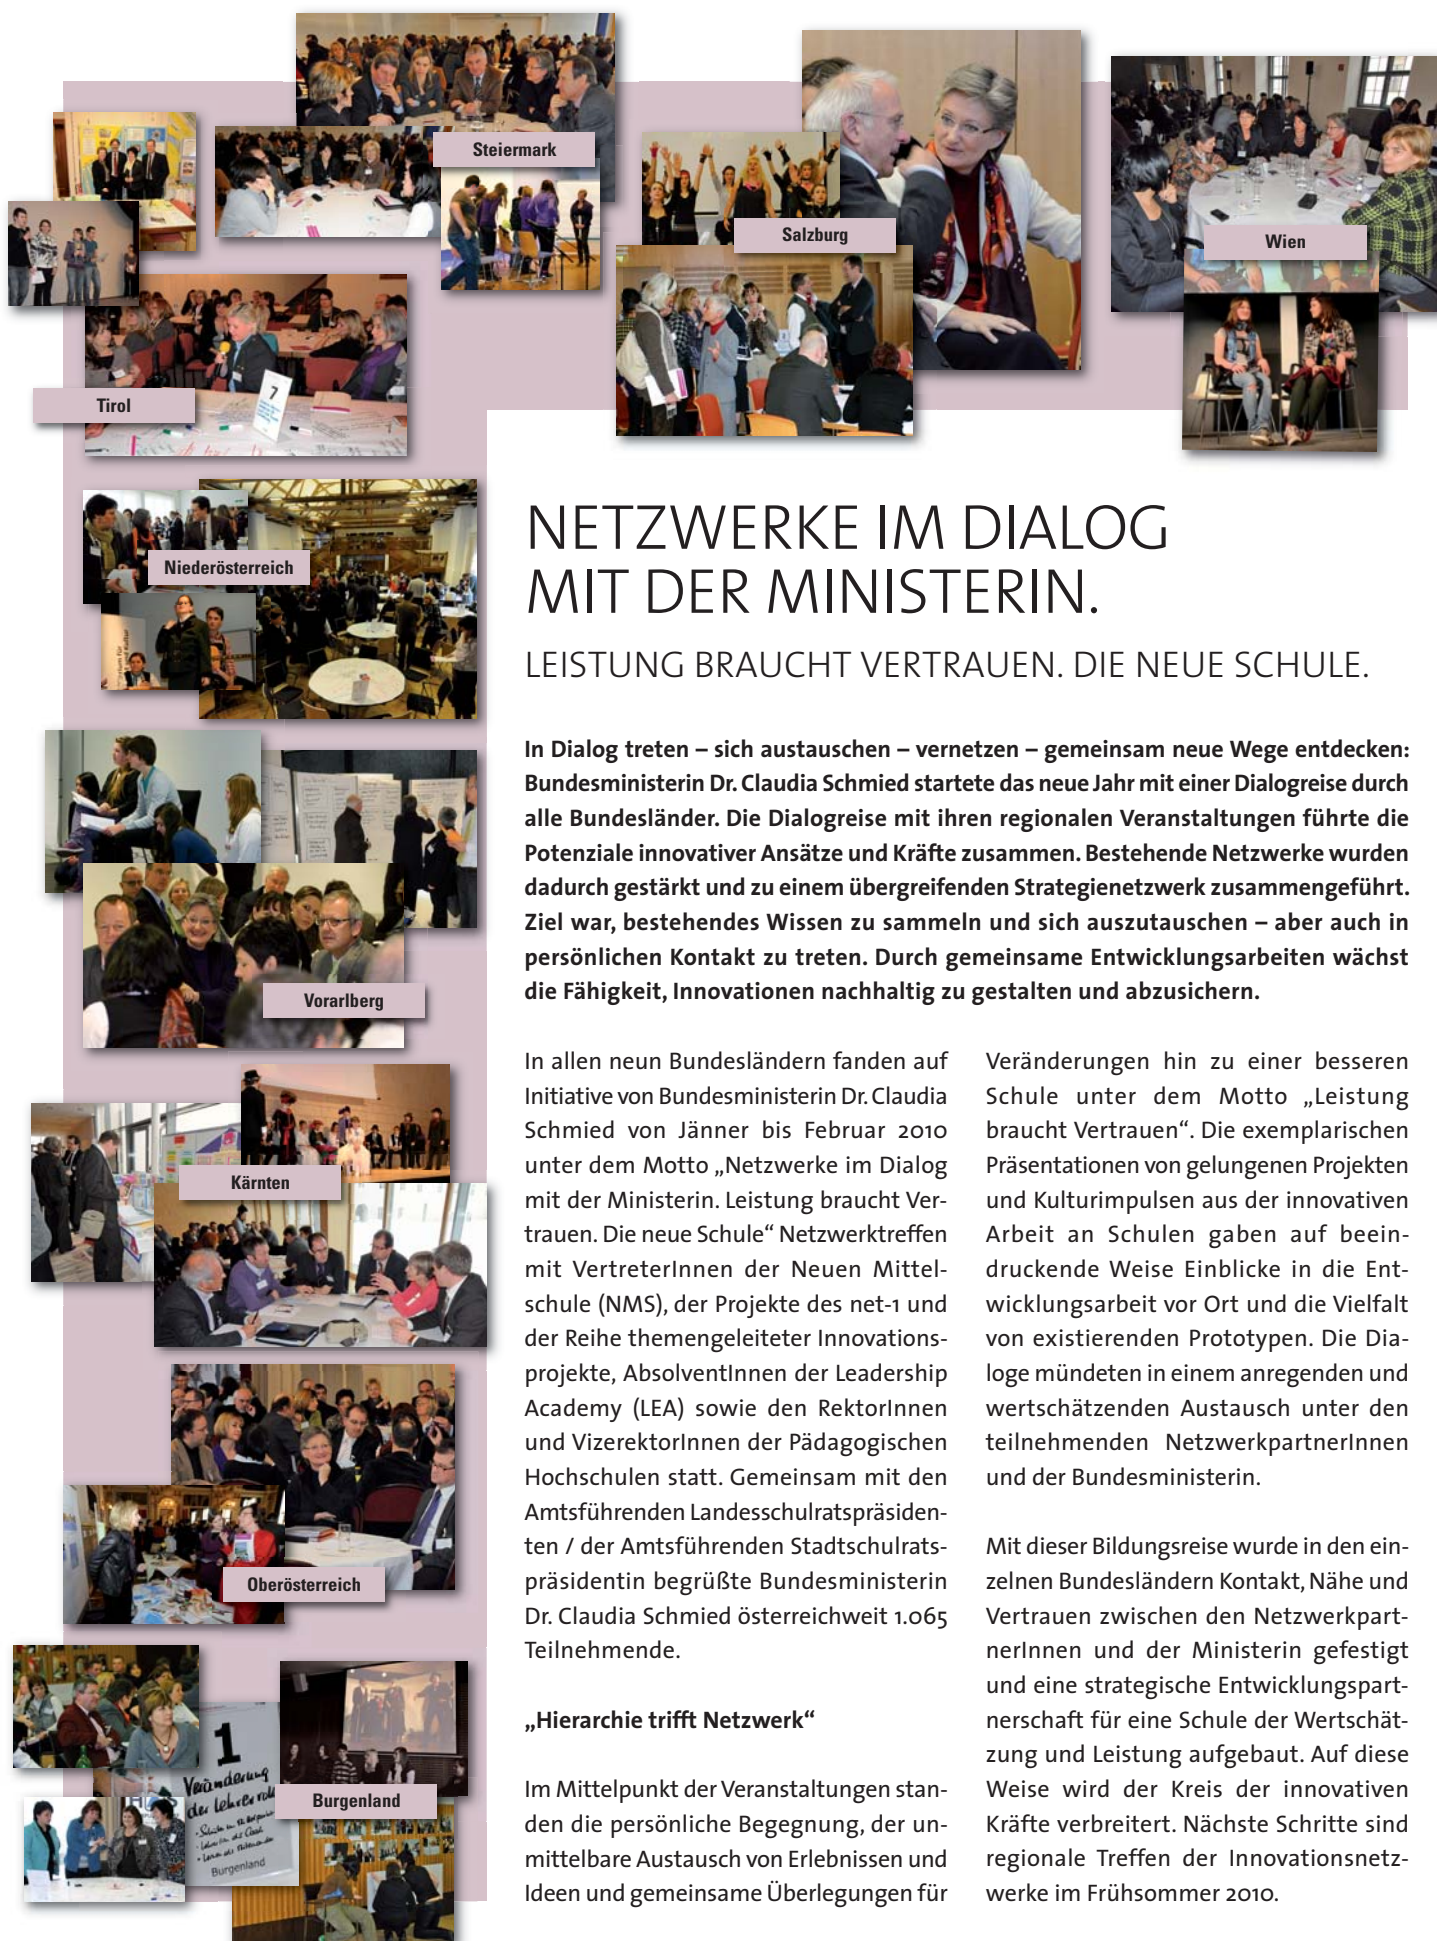 Steiermark
Salzburg
Wien
Tirol
7
Niederösterreich
Vorarlberg
Kärnten
Oberösterreich
1
Veränderung
der Lehrerrolle
Burgenland
Burgenland
NETZWERKE IM DIALOG
MIT DER MINISTERIN.
LEISTUNG BRAUCHT VERTRAUEN. DIE NEUE SCHULE.
In Dialog treten – sich austauschen – vernetzen – gemeinsam neue Wege entdecken:
Bundesministerin Dr. Claudia Schmied startete das neue Jahr mit einer Dialogreise durch
alle Bundesländer. Die Dialogreise mit ihren regionalen Veranstaltungen führte die
Potenziale innovativer Ansätze und Kräfte zusammen. Bestehende Netzwerke wurden
dadurch gestärkt und zu einem übergreifenden Strategienetzwerk zusammengeführt.
Ziel war, bestehendes Wissen zu sammeln und sich auszutauschen – aber auch in
persönlichen Kontakt zu treten. Durch gemeinsame Entwicklungsarbeiten wächst
die Fähigkeit, Innovationen nachhaltig zu gestalten und abzusichern.
In allen neun Bundesländern fanden auf
Initiative von Bundesministerin Dr. Claudia
Schmied von Jänner bis Februar 2010
unter dem Motto „Netzwerke im Dialog
mit der Ministerin. Leistung braucht Ver-
trauen. Die neue Schule“ Netzwerktreffen
mit VertreterInnen der Neuen Mittel-
schule (NMS), der Projekte des net-1 und
der Reihe themengeleiteter Innovations-
projekte, AbsolventInnen der Leadership
Academy (LEA) sowie den RektorInnen
und VizerektorInnen der Pädagogischen
Hochschulen statt. Gemeinsam mit den
Amtsführenden Landesschulratspräsiden-
ten / der Amtsführenden Stadtschulrats-
präsidentin begrüßte Bundesministerin
Dr. Claudia Schmied österreichweit 1.065
Teilnehmende.
„Hierarchie trifft Netzwerk“
Im Mittelpunkt der Veranstaltungen stan-
den die persönliche Begegnung, der un-
mittelbare Austausch von Erlebnissen und
Ideen und gemeinsame Überlegungen für
Veränderungen hin zu einer besseren
Schule unter dem Motto „Leistung
braucht Vertrauen“. Die exemplarischen
Präsentationen von gelungenen Projekten
und Kulturimpulsen aus der innovativen
Arbeit an Schulen gaben auf beein-
druckende Weise Einblicke in die Ent-
wicklungsarbeit vor Ort und die Vielfalt
von existierenden Prototypen. Die Dia-
loge mündeten in einem anregenden und
wertschätzenden Austausch unter den
teilnehmenden NetzwerkpartnerInnen
und der Bundesministerin.
Mit dieser Bildungsreise wurde in den ein-
zelnen Bundesländern Kontakt, Nähe und
Vertrauen zwischen den Netzwerkpart-
nerInnen und der Ministerin gefestigt
und eine strategische Entwicklungspart-
nerschaft für eine Schule der Wertschät-
zung und Leistung aufgebaut. Auf diese
Weise wird der Kreis der innovativen
Kräfte verbreitert. Nächste Schritte sind
regionale Treffen der Innovationsnetz-
werke im Frühsommer 2010.